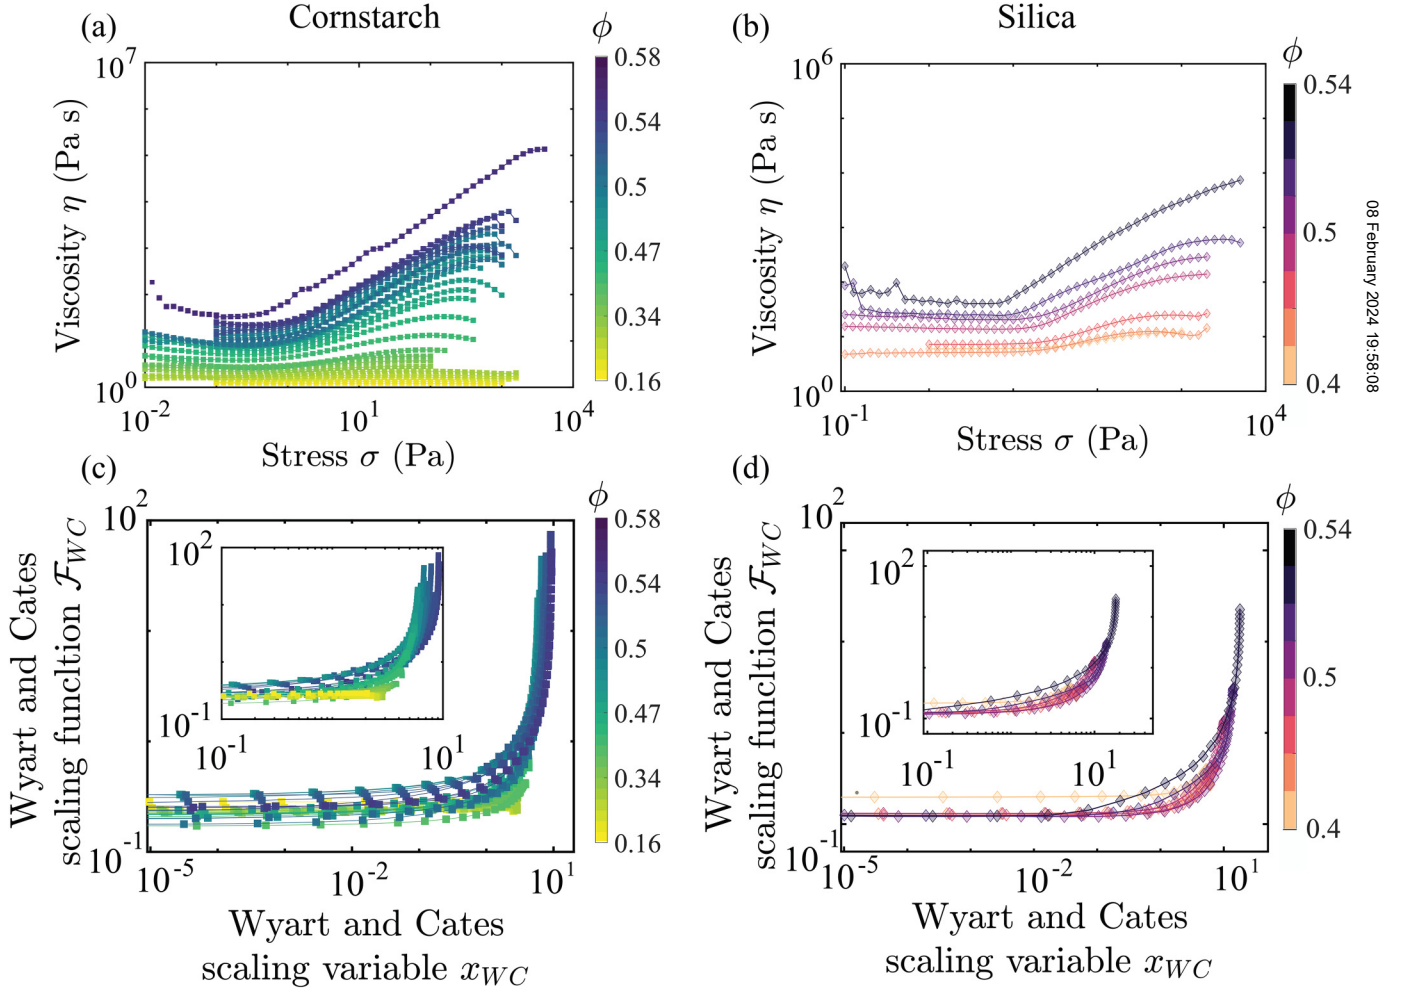 Cornstarch
Silica
(a)
ϕ
10^7
10^0
Viscosity η (Pa s)
10^-2
10^1
10^4
Stress σ (Pa)
0.58
0.54
0.5
0.47
0.34
0.16
(b)
ϕ
10^6
10^0
Viscosity η (Pa s)
10^-1
10^4
Stress σ (Pa)
0.54
0.5
0.4
08 February 2024 19:58:08
(c)
ϕ
10^2
10^-1
Wyart and Cates
scaling funcltion 𝓕_WC
10^2
10^-1
10^-1
10^1
10^-5
10^-2
10^1
Wyart and Cates
scaling variable x_WC
0.58
0.54
0.5
0.47
0.34
0.16
(d)
ϕ
10^2
10^-1
Wyart and Cates
scaling function 𝓕_WC
10^2
10^-1
10^-1
10^1
10^-5
10^-2
10^1
Wyart and Cates
scaling variable x_WC
0.54
0.5
0.4